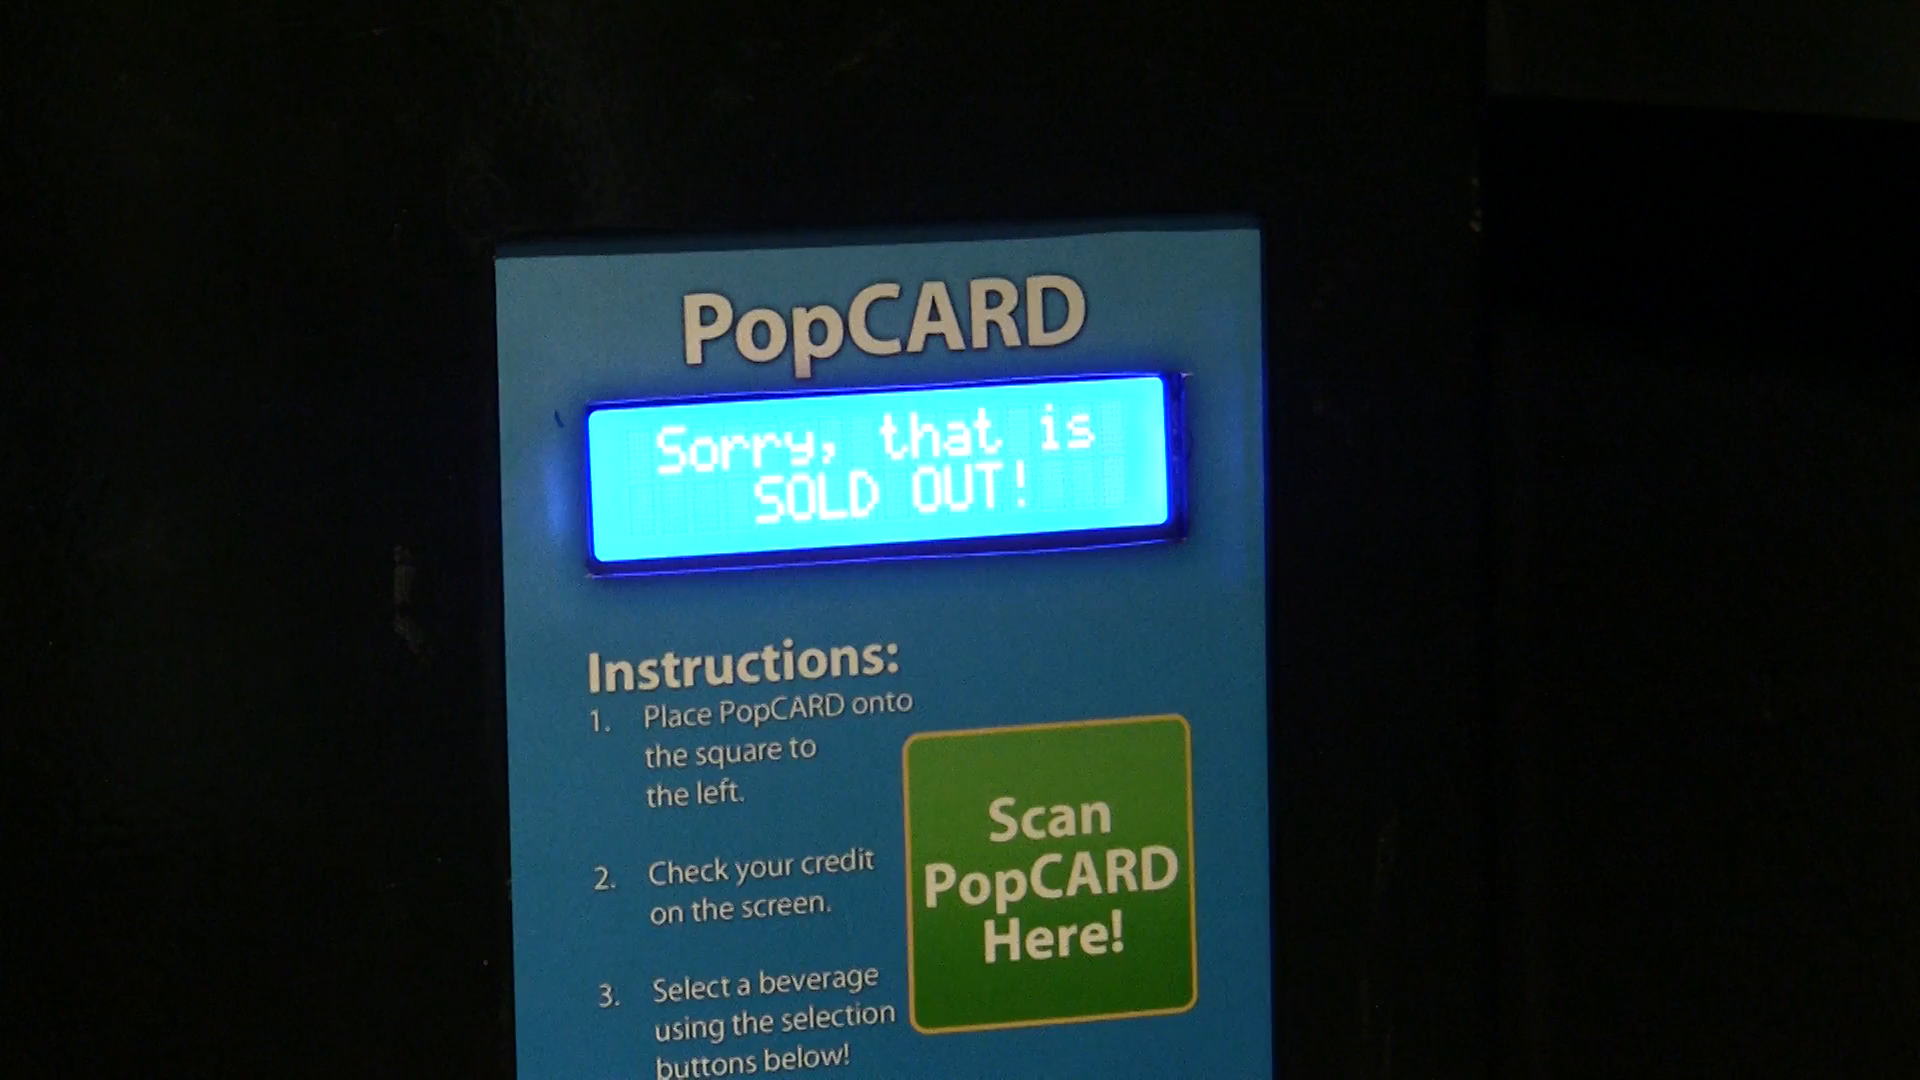 PopCARD
Sorry, that is
SOLD OUT!
Instructions:
1. Place PopCARD onto
the square to
the left.
2. Check your credit
on the screen.
3. Select a beverage
using the selection
buttons below!
Scan
PopCARD
Here!